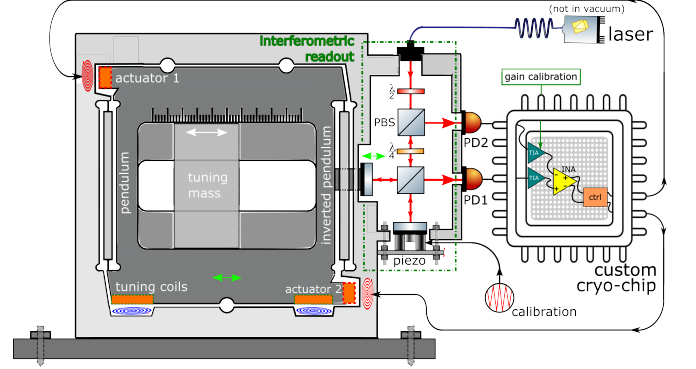 (not in vacuum)
laser
interferometric
readout
actuator 1
gain calibration
λ
2
PBS
PD2
λ
4
TIA
INA
TIA
ctrl
pendulum
tuning
mass
inverted pendulum
PD1
piezo
custom
cryo-chip
tuning coils
actuator 2
calibration